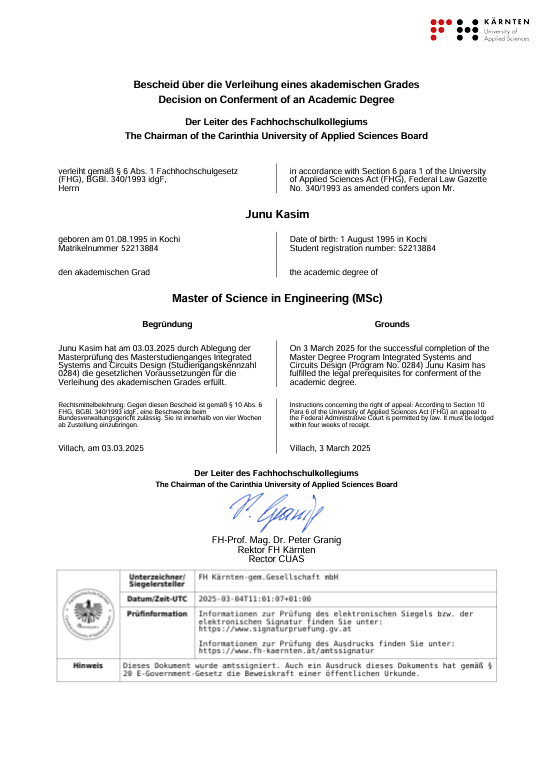 KÄRNTEN
University of
Applied Sciences
Bescheid über die Verleihung eines akademischen Grades
Decision on Conferment of an Academic Degree
Der Leiter des Fachhochschulkollegiums
The Chairman of the Carinthia University of Applied Sciences Board
verleiht gemäß § 6 Abs. 1 Fachhochschulgesetz
(FHG), BGBl. 340/1993 idgF,
Herrn
in accordance with Section 6 para 1 of the University
of Applied Sciences Act (FHG), Federal Law Gazette
No. 340/1993 as amended confers upon Mr.
Junu Kasim
geboren am 01.08.1995 in Kochi
Matrikelnummer 52213884
Date of birth: 1 August 1995 in Kochi
Student registration number: 52213884
den akademischen Grad
the academic degree of
Master of Science in Engineering (MSc)
Begründung
Grounds
Junu Kasim hat am 03.03.2025 durch Ablegung der
Masterprüfung des Masterstudienganges Integrated
Systems and Circuits Design (Studiengangskennzahl
0284) die gesetzlichen Voraussetzungen für die
Verleihung des akademischen Grades erfüllt.
On 3 March 2025 for the successful completion of the
Master Degree Program Integrated Systems and
Circuits Design (Program No. 0284) Junu Kasim has
fulfilled the legal prerequisites for conferment of the
academic degree.
Rechtsmittelbelehrung: Gegen diesen Bescheid ist gemäß § 10 Abs. 6
FHG, BGBl. 340/1993 idgF, eine Beschwerde beim
Bundesverwaltungsgericht zulässig. Sie ist innerhalb von vier Wochen
ab Zustellung einzubringen.
Instructions concerning the right of appeal: According to Section 10
Para 6 of the University of Applied Sciences Act (FHG) an appeal to
the Federal Administrative Court is permitted by law. It must be lodged
within four weeks of receipt.
Villach, am 03.03.2025
Villach, 3 March 2025
Der Leiter des Fachhochschulkollegiums
The Chairman of the Carinthia University of Applied Sciences Board
P. Granig
FH-Prof. Mag. Dr. Peter Granig
Rektor FH Kärnten
Rector CUAS
Unterzeichner/
Siegelersteller
FH Kärnten-gem.Gesellschaft mbH
Datum/Zeit-UTC
2025-03-04T11:01:07+01:00
Prüfinformation
Informationen zur Prüfung des elektronischen Siegels bzw. der
elektronischen Signatur finden Sie unter:
https://www.signaturpruefung.gv.at
Informationen zur Prüfung des Ausdrucks finden Sie unter:
https://www.fh-kaernten.at/amtssignatur
Hinweis
Dieses Dokument wurde amtssigniert. Auch ein Ausdruck dieses Dokuments hat gemäß §
20 E-Government-Gesetz die Beweiskraft einer öffentlichen Urkunde.